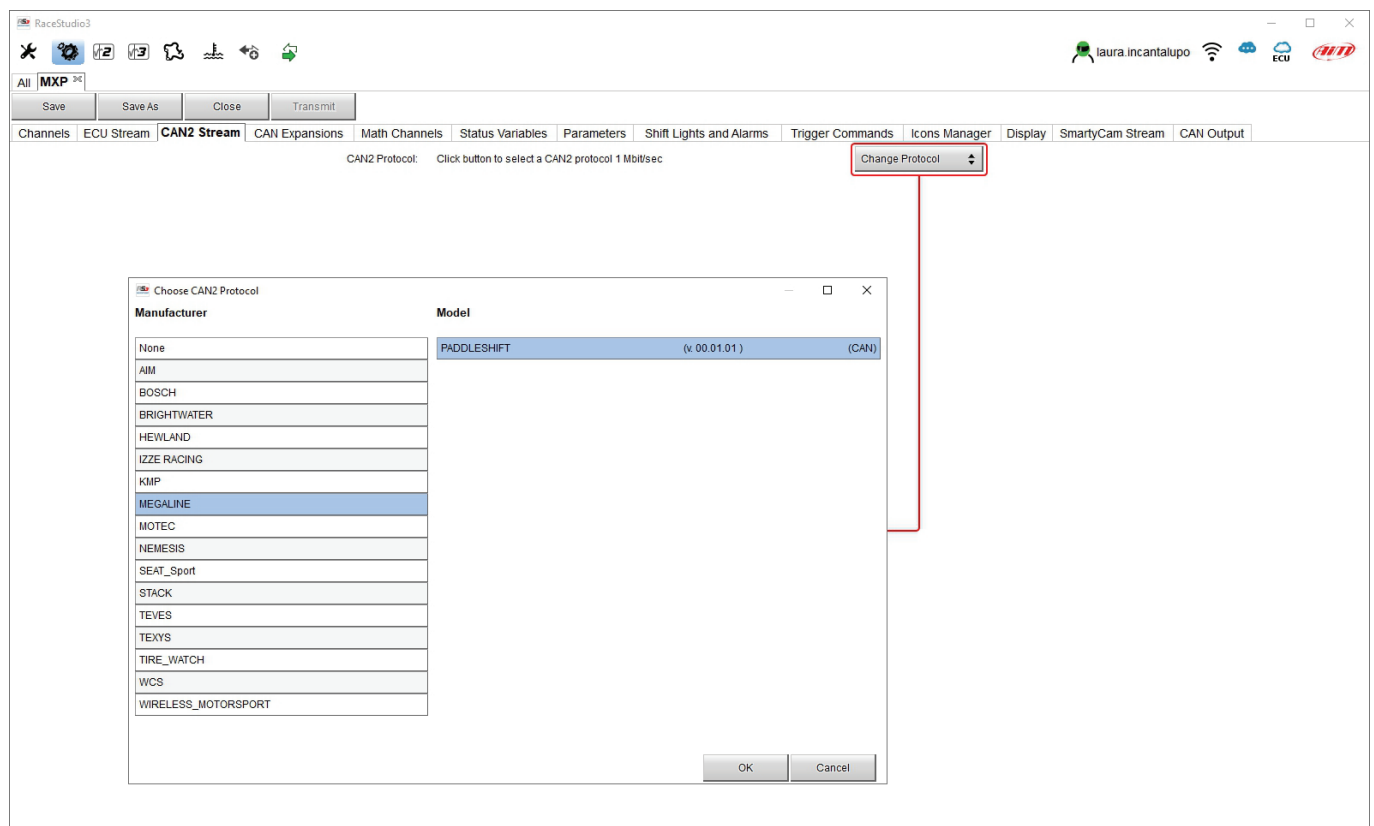 RaceStudio3
laura.incantalupo ECU AIM
All MXP
Save Save As Close Transmit
Channels ECU Stream CAN2 Stream CAN Expansions Math Channels Status Variables Parameters Shift Lights and Alarms Trigger Commands Icons Manager Display SmartyCam Stream CAN Output
CAN2 Protocol: Click button to select a CAN2 protocol 1 Mbit/sec Change Protocol
Choose CAN2 Protocol
Manufacturer Model
None PADDLESHIFT (v. 00.01.01 ) (CAN)
AIM
BOSCH
BRIGHTWATER
HEWLAND
IZZE RACING
KMP
MEGALINE
MOTEC
NEMESIS
SEAT_Sport
STACK
TEVES
TEXYS
TIRE_WATCH
WCS
WIRELESS_MOTORSPORT
OK Cancel